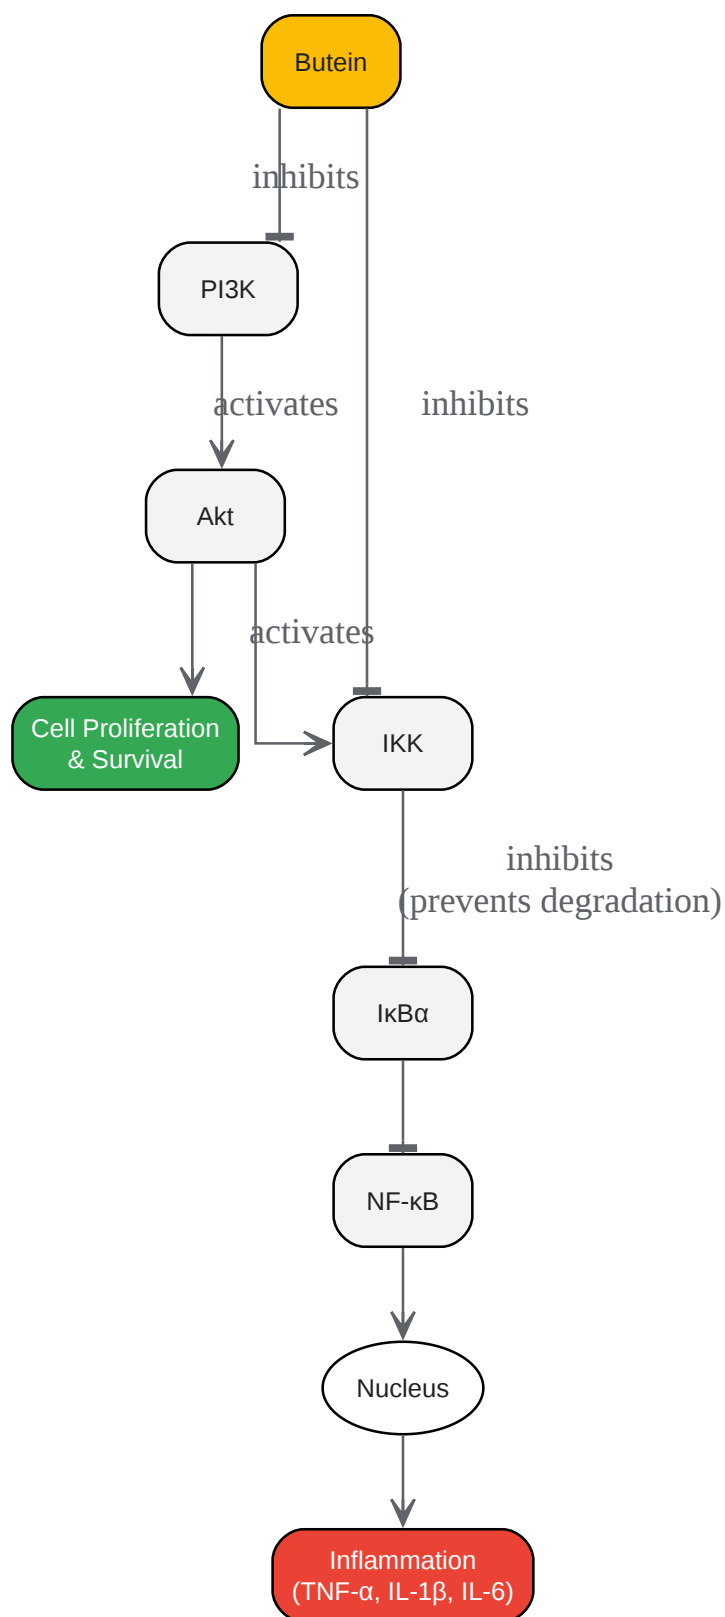 Butein
inhibits
PI3K
activates
inhibits
Akt
activates
Cell Proliferation
& Survival
IKK
inhibits
(prevents degradation)
IκBα
NF-κB
Nucleus
Inflammation
(TNF-α, IL-1β, IL-6)